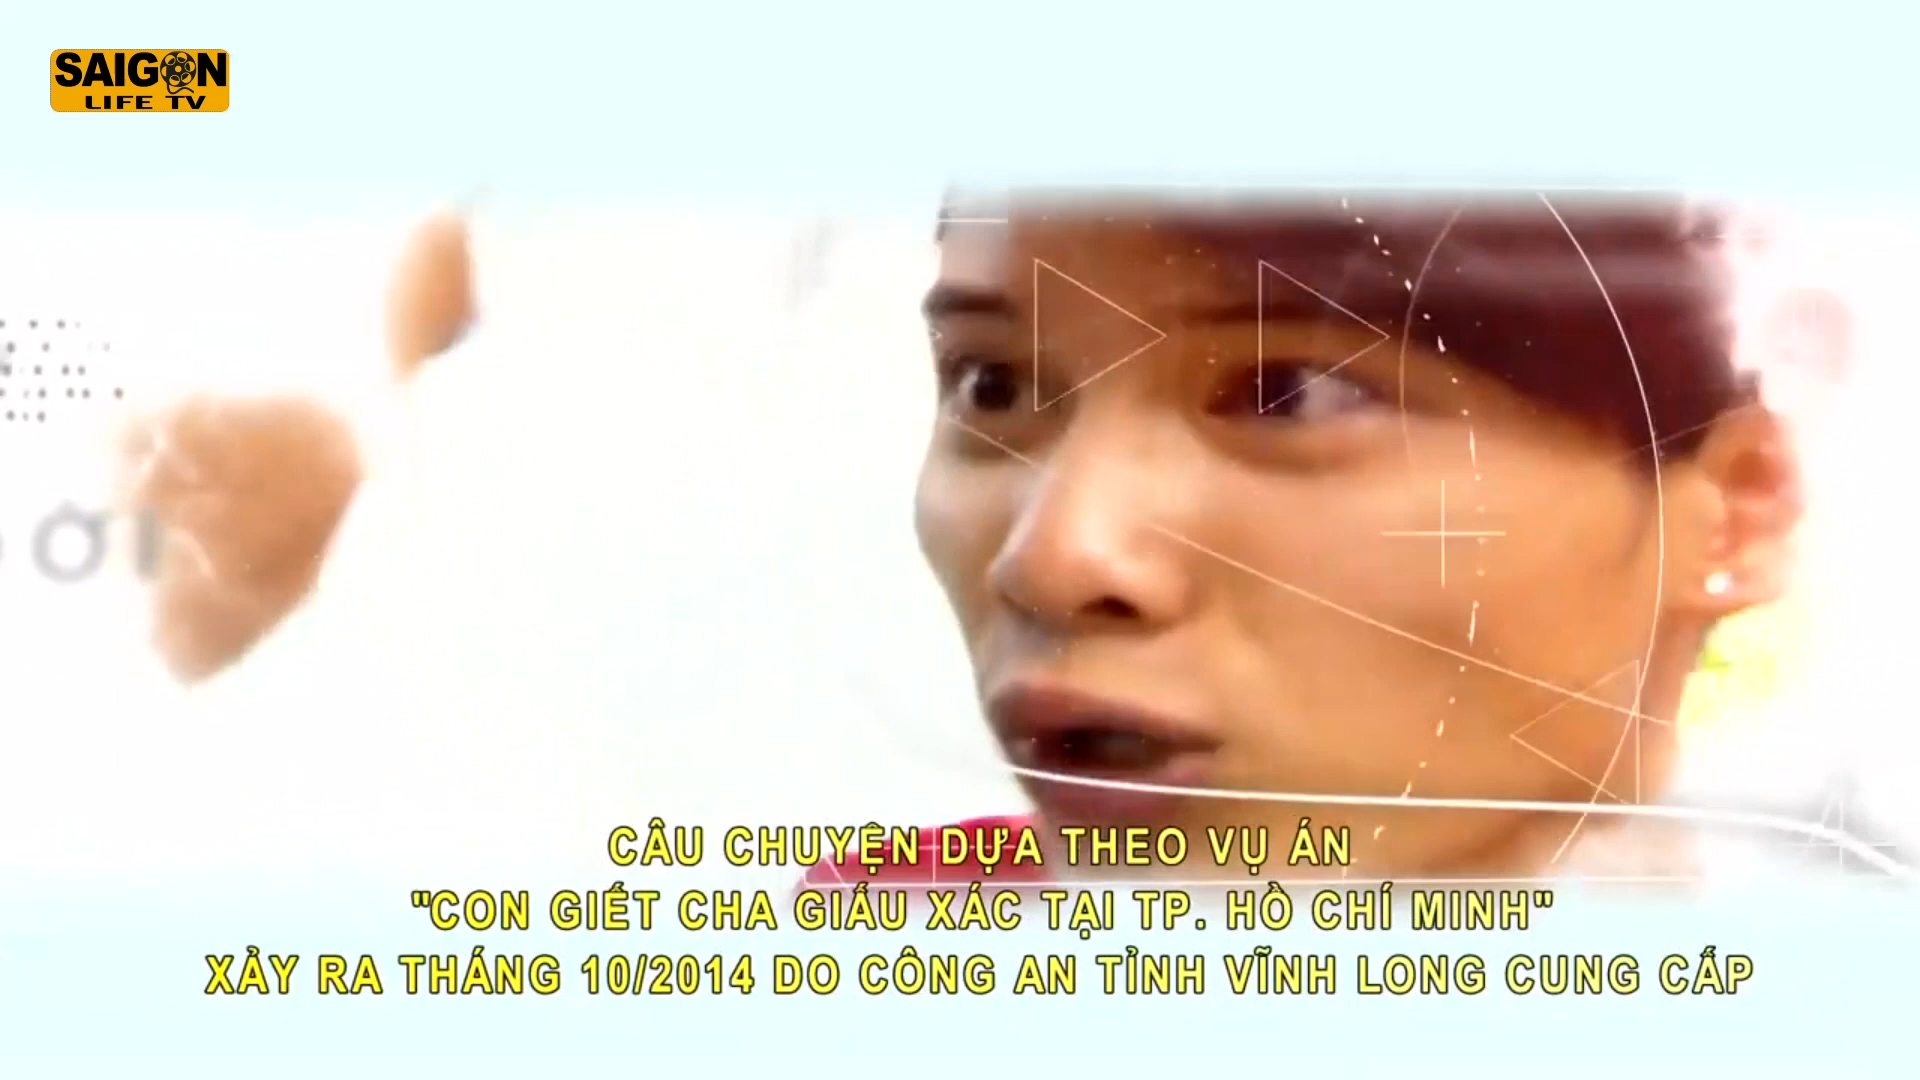 SAIGON
LIFE TV
CÂU CHUYỆN DỰA THEO VỤ ÁN
"CON GIẾT CHA GIẤU XÁC TẠI TP. HỒ CHÍ MINH"
XẢY RA THÁNG 10/2014 DO CÔNG AN TỈNH VĨNH LONG CUNG CẤP